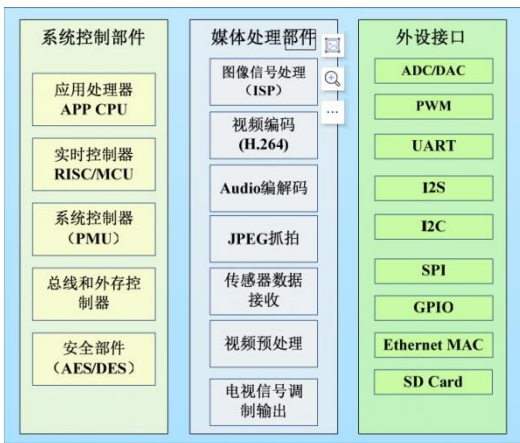 系统控制部件
应用处理器
APP CPU
实时控制器
RISC/MCU
系统控制器
（PMU）
总线和外存控
制器
安全部件
（AES/DES）
媒体处理部件
图像信号处理
（ISP）
视频编码
(H.264)
Audio编解码
JPEG抓拍
传感器数据
接收
视频预处理
电视信号调
制输出
外设接口
ADC/DAC
PWM
UART
I2S
I2C
SPI
GPIO
Ethernet MAC
SD Card